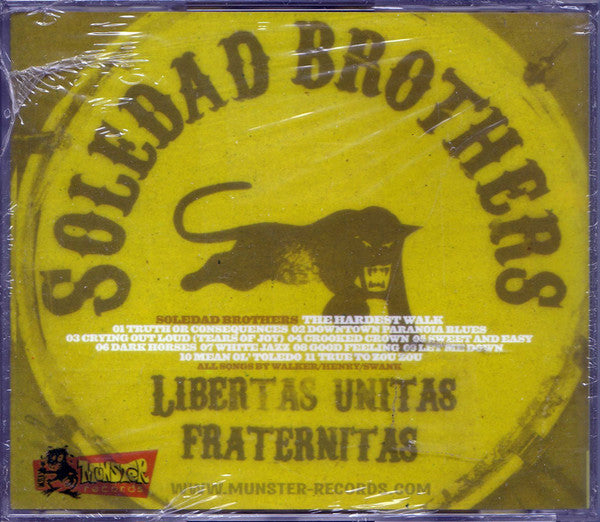 SOLEDAD BROTHERS
SOLEDAD BROTHERS THE HARDEST WALK
01 TRUTH OR CONSEQUENCES 02 DOWNTOWN PARANOIA BLUES
03 CRYING OUT LOUD (TEARS OF JOY) 04 CROOKED CROWN 05 SWEET AND EASY
06 DARK HORSES 07 WHITE JAZZ 08 GOOD FEELING 09 LET ME DOWN
10 MEAN OL' TOLEDO 11 TRUE TO ZOU ZOU
ALL SONGS BY WALKER/HENRY/SWANK
LIBERTAS UNITAS
FRATERNITAS
MUNSTER
records
WWW.MUNSTER-RECORDS.COM